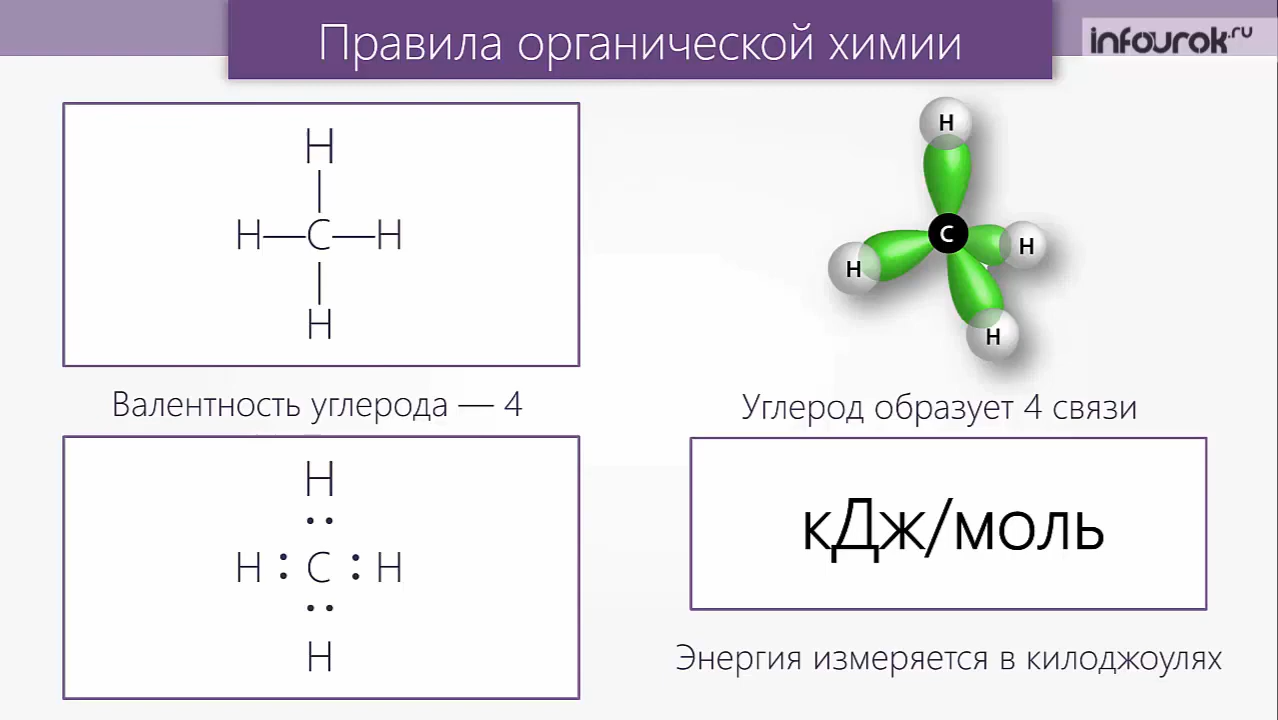 Правила органической химии
infourok.ru
H
H—C—H
H
Валентность углерода — 4
H
C
H
H
H
Углерод образует 4 связи
H
H : C : H
H
кДж/моль
Энергия измеряется в килоджоулях